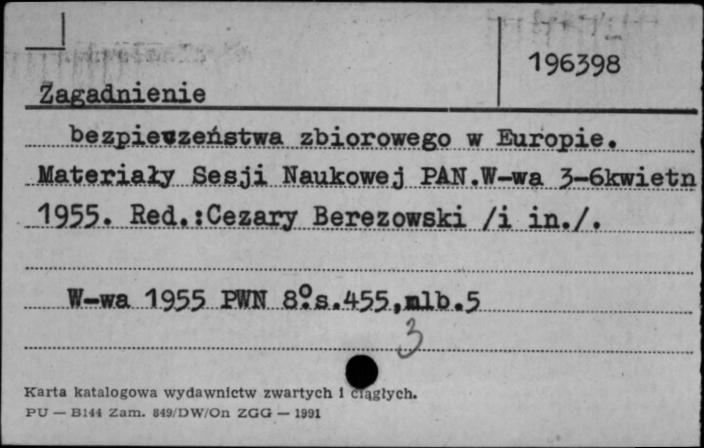 196398
Zagadnienie
bezpieczeństwa zbiorowego w Europie.
Materiały Sesji Naukowej PAN.W-wa 3-6kwietn
1955. Red.:Cezary Berezowski /i in./.
W-wa 1955 PWN 8° s.455,nlb.5
3
Karta katalogowa wydawnictw zwartych i ciągłych.
PU — B144 Zam. 849/DW/On ZGG — 1991